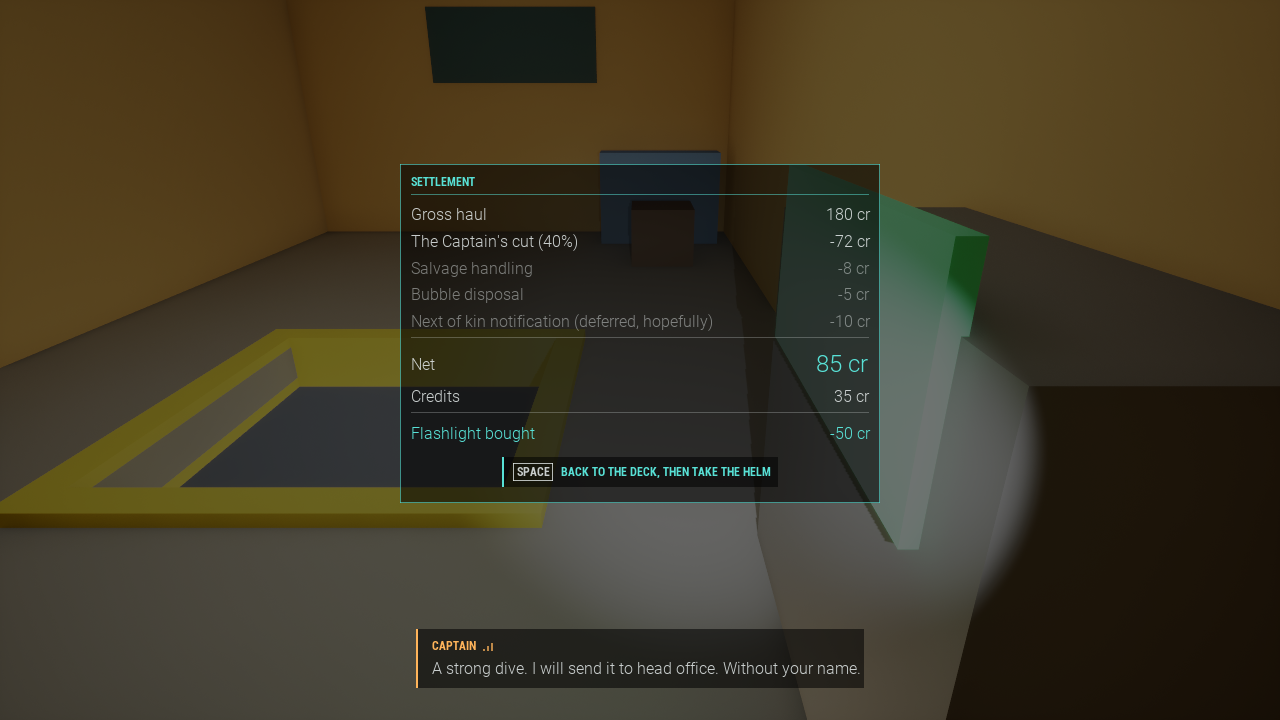 SETTLEMENT
Gross haul 180 cr
The Captain's cut (40%) -72 cr
Salvage handling -8 cr
Bubble disposal -5 cr
Next of kin notification (deferred, hopefully) -10 cr
Net 85 cr
Credits 35 cr
Flashlight bought -50 cr
SPACE BACK TO THE DECK, THEN TAKE THE HELM
CAPTAIN
A strong dive. I will send it to head office. Without your name.